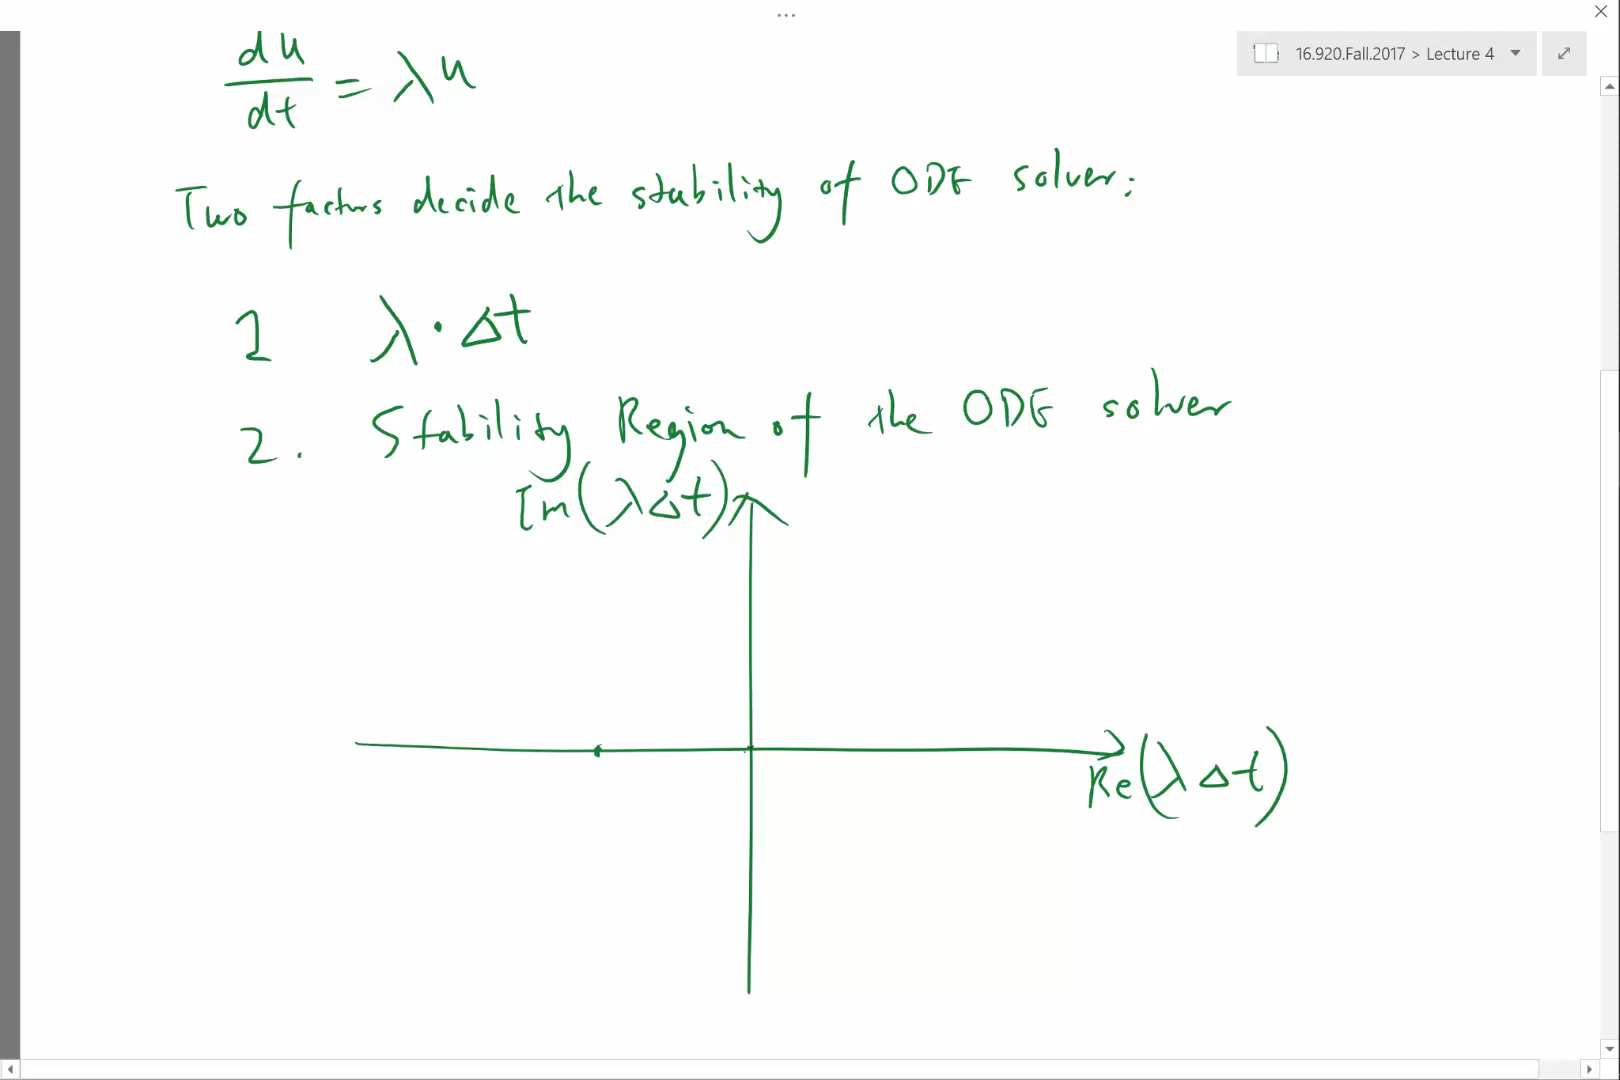 16.920.Fall.2017 > Lecture 4
du/dt = λu
Two factors decide the stability of ODE solver:
1 λ·Δt
2. Stability Region of the ODE solver
Im(λΔt)
Re(λΔt)